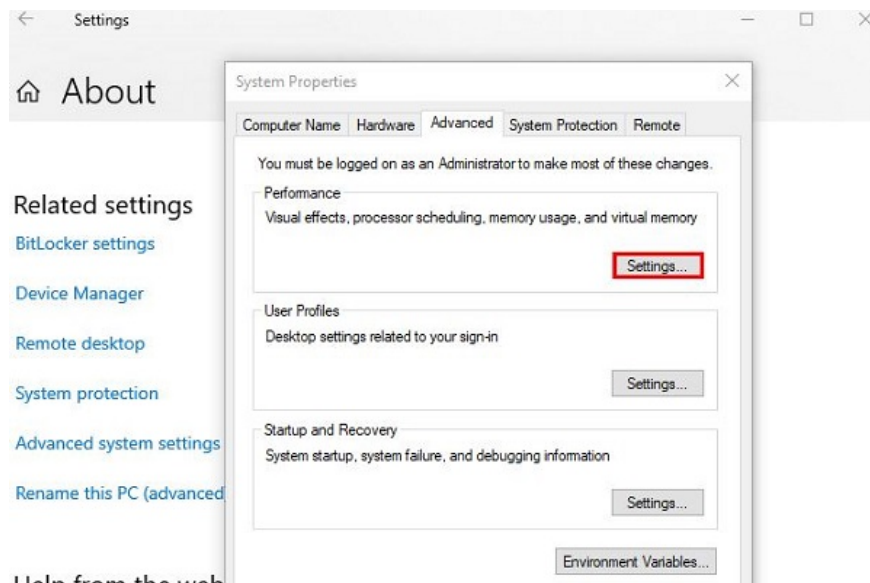 Settings
About
Related settings
BitLocker settings
Device Manager
Remote desktop
System protection
Advanced system settings
Rename this PC (advanced
Help from the web
System Properties
Computer Name Hardware Advanced System Protection Remote
You must be logged on as an Administrator to make most of these changes.
Performance
Visual effects, processor scheduling, memory usage, and virtual memory
Settings...
User Profiles
Desktop settings related to your sign-in
Settings...
Startup and Recovery
System startup, system failure, and debugging information
Settings...
Environment Variables...